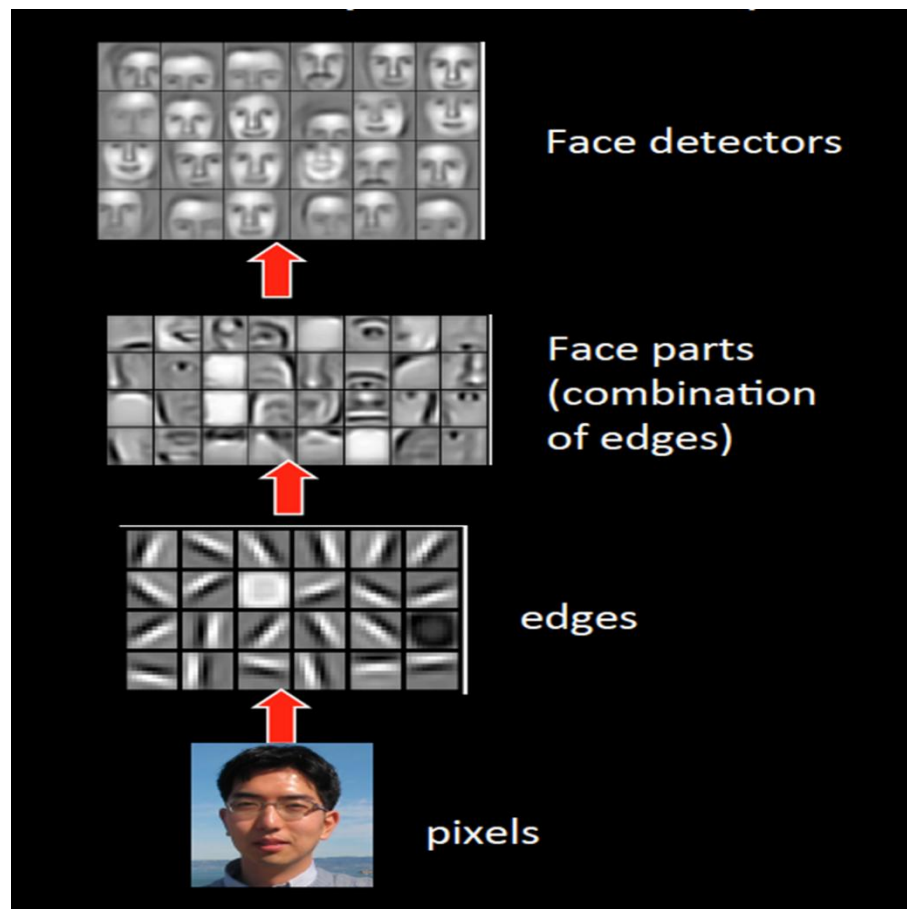 Face detectors
Face parts
(combination
of edges)
edges
pixels